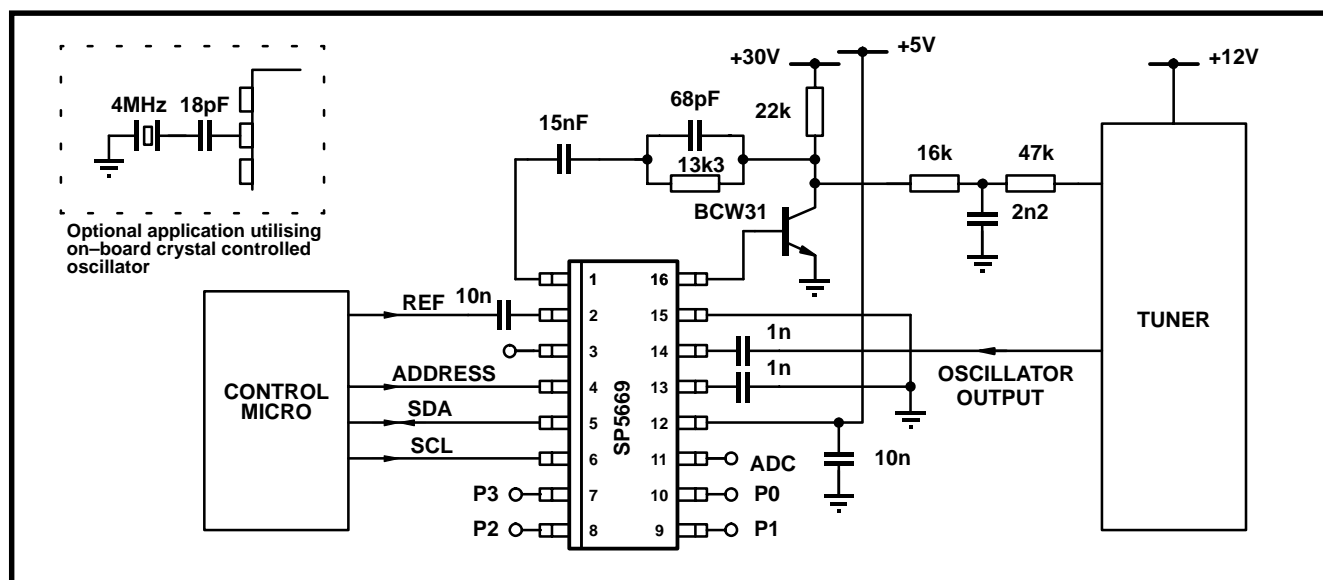 +5V
+30V
+12V
4MHz 18pF
68pF
22k
15nF
13k3
16k 47k
BCW31
2n2
Optional application utilising
on–board crystal controlled
oscillator
REF
10n
1 16
2 15
3 14
4 13
5 12
6 11
7 10
8 9
SP5669
1n
1n
TUNER
CONTROL
MICRO
ADDRESS
SDA
SCL
OSCILLATOR
OUTPUT
ADC
10n
P3
P0
P2
P1